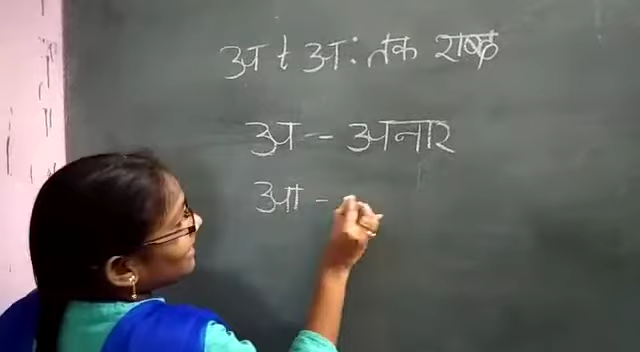 अ से अ: तक शब्द
अ - अनार
आ -